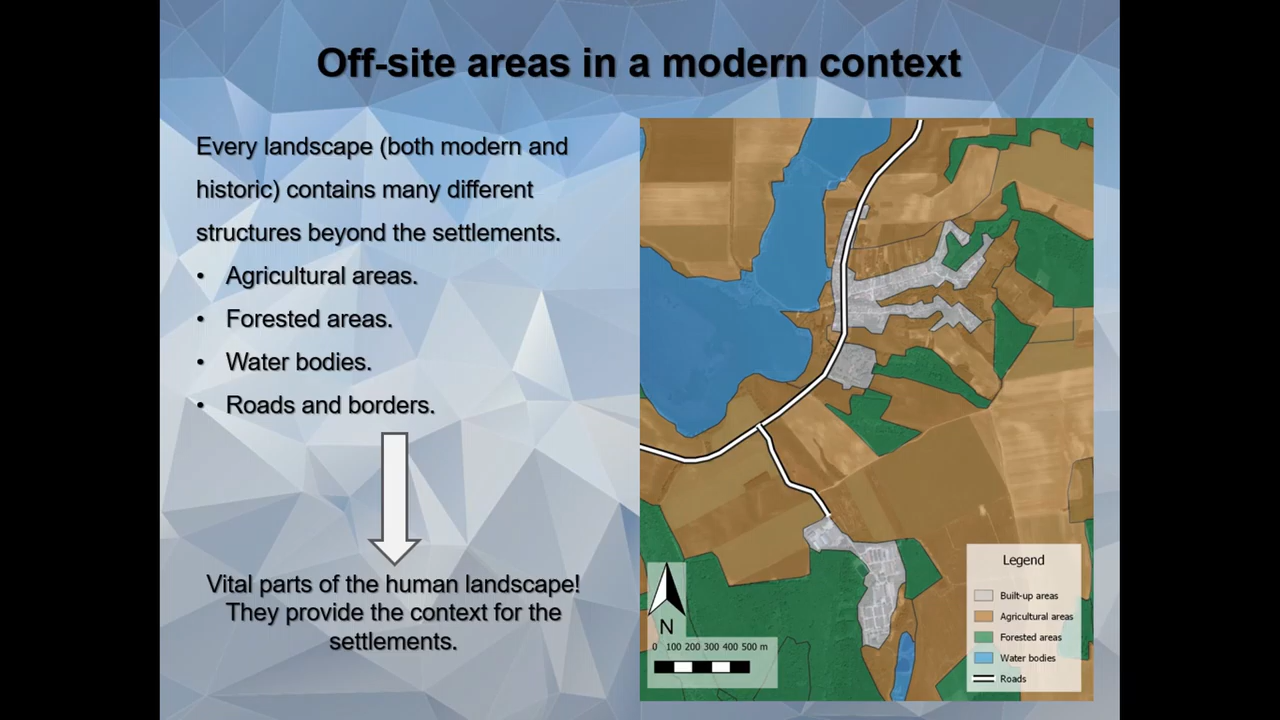 Off-site areas in a modern context
Every landscape (both modern and
historic) contains many different
structures beyond the settlements.
• Agricultural areas.
• Forested areas.
• Water bodies.
• Roads and borders.
Vital parts of the human landscape!
They provide the context for the
settlements.
N
0 100 200 300 400 500 m
Legend
Built-up areas
Agricultural areas
Forested areas
Water bodies
Roads